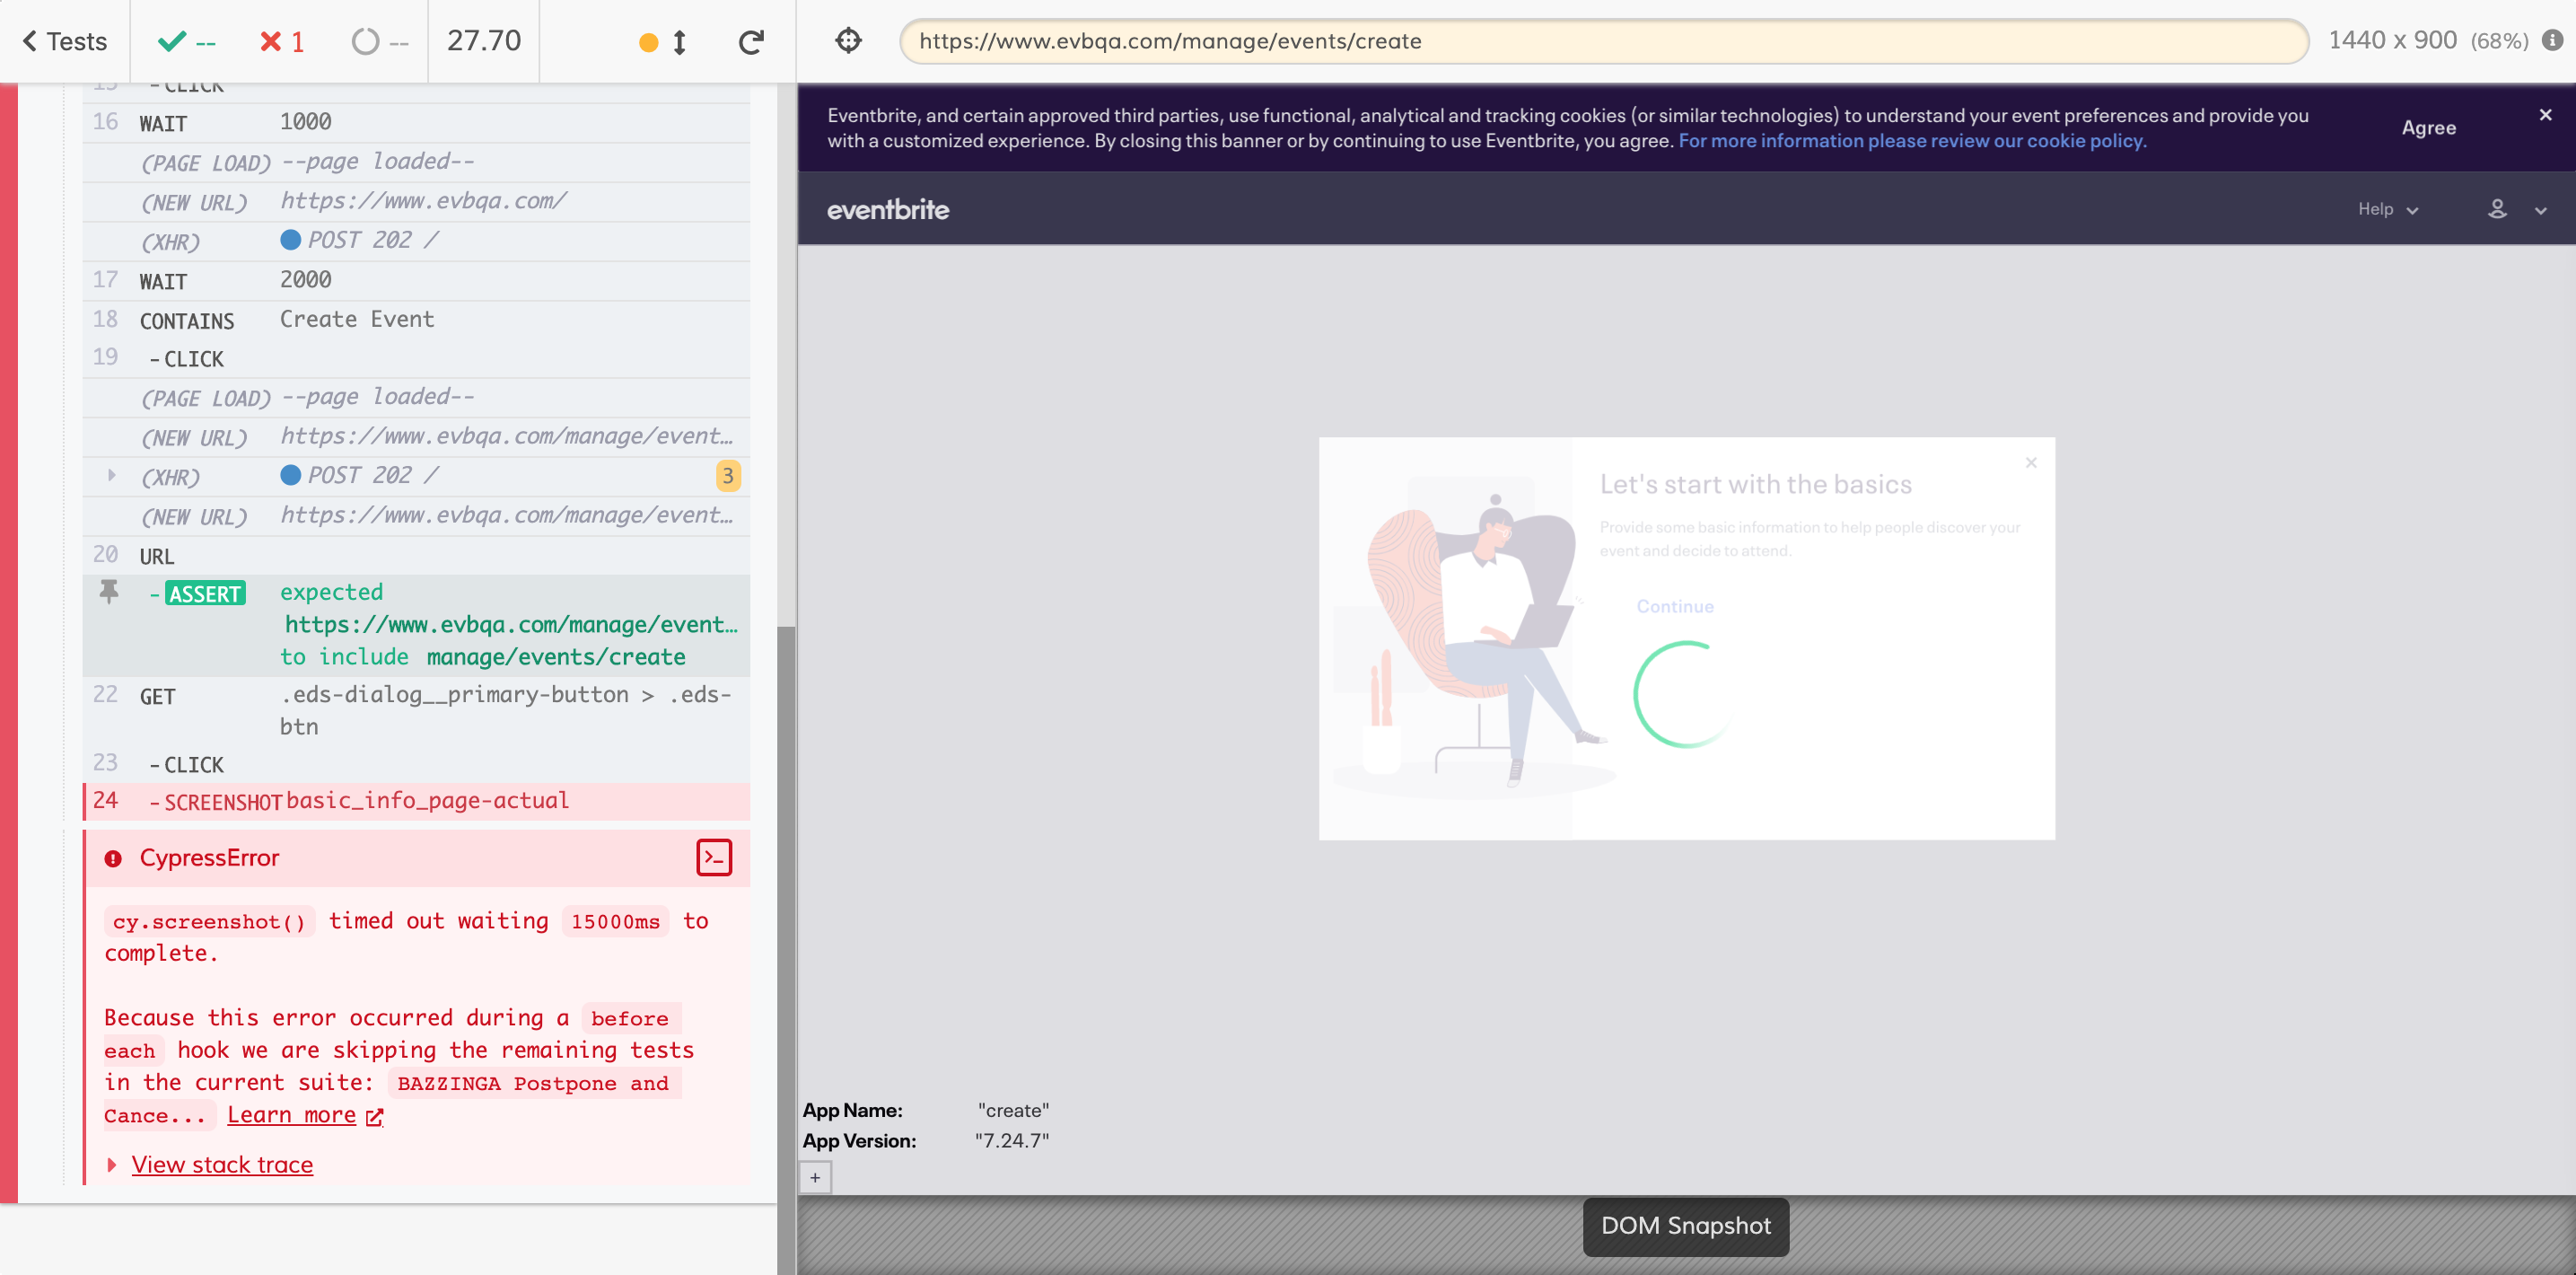 Tests
--
1
--
27.70
https://www.evbqa.com/manage/events/create
1440 x 900 (68%)
15 -CLICK
16 WAIT 1000
(PAGE LOAD) --page loaded--
(NEW URL) https://www.evbqa.com/
(XHR) POST 202 /
17 WAIT 2000
18 CONTAINS Create Event
19 -CLICK
(PAGE LOAD) --page loaded--
(NEW URL) https://www.evbqa.com/manage/event…
(XHR) POST 202 / 3
(NEW URL) https://www.evbqa.com/manage/event…
20 URL
-ASSERT expected
https://www.evbqa.com/manage/event…
to include manage/events/create
22 GET .eds-dialog__primary-button > .eds-
btn
23 -CLICK
24 -SCREENSHOT basic_info_page-actual
CypressError
>_
cy.screenshot() timed out waiting 15000ms to
complete.
Because this error occurred during a before
each hook we are skipping the remaining tests
in the current suite: BAZZINGA Postpone and
Cance... Learn more
View stack trace
Eventbrite, and certain approved third parties, use functional, analytical and tracking cookies (or similar technologies) to understand your event preferences and provide you
with a customized experience. By closing this banner or by continuing to use Eventbrite, you agree. For more information please review our cookie policy.
Agree
eventbrite
Help
Let's start with the basics
Provide some basic information to help people discover your
event and decide to attend.
Continue
App Name: "create"
App Version: "7.24.7"
+
DOM Snapshot